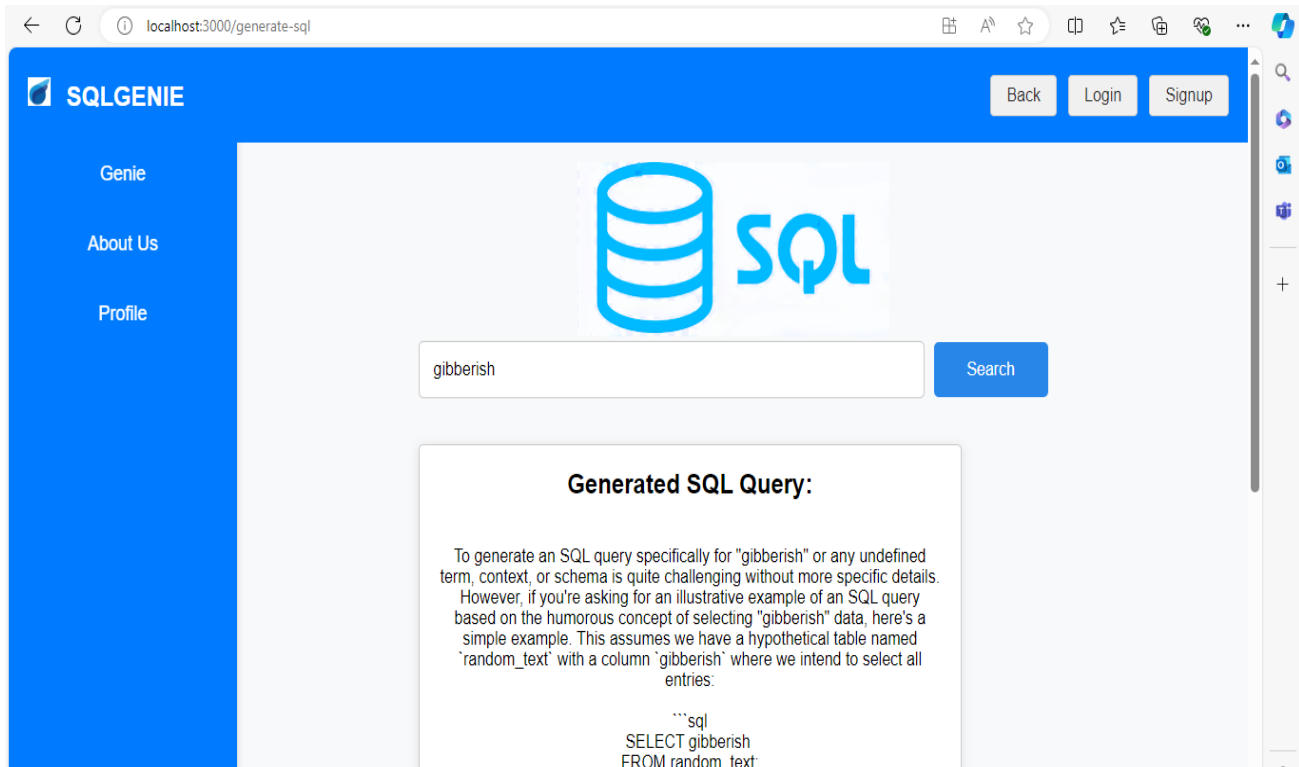 localhost:3000/generate-sql
SQLGENIE
Back
Login
Signup
Genie
About Us
Profile
SQL
gibberish
Search
Generated SQL Query:
To generate an SQL query specifically for "gibberish" or any undefined
term, context, or schema is quite challenging without more specific details.
However, if you're asking for an illustrative example of an SQL query
based on the humorous concept of selecting "gibberish" data, here's a
simple example. This assumes we have a hypothetical table named
`random_text` with a column `gibberish` where we intend to select all
entries:
```sql
SELECT gibberish
FROM random_text;